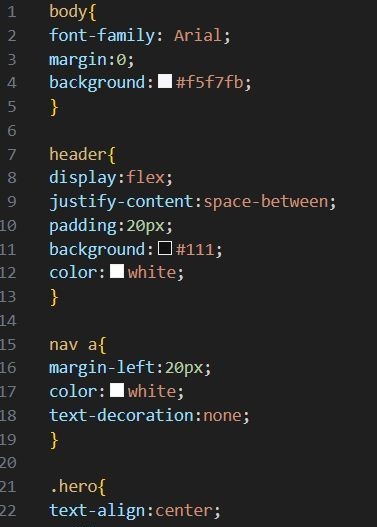 1 body{
2 font-family: Arial;
3 margin:0;
4 background: #f5f7fb;
5 }
6
7 header{
8 display:flex;
9 justify-content:space-between;
10 padding:20px;
11 background: #111;
12 color: white;
13 }
14
15 nav a{
16 margin-left:20px;
17 color: white;
18 text-decoration:none;
19 }
20
21 .hero{
22 text-align:center;